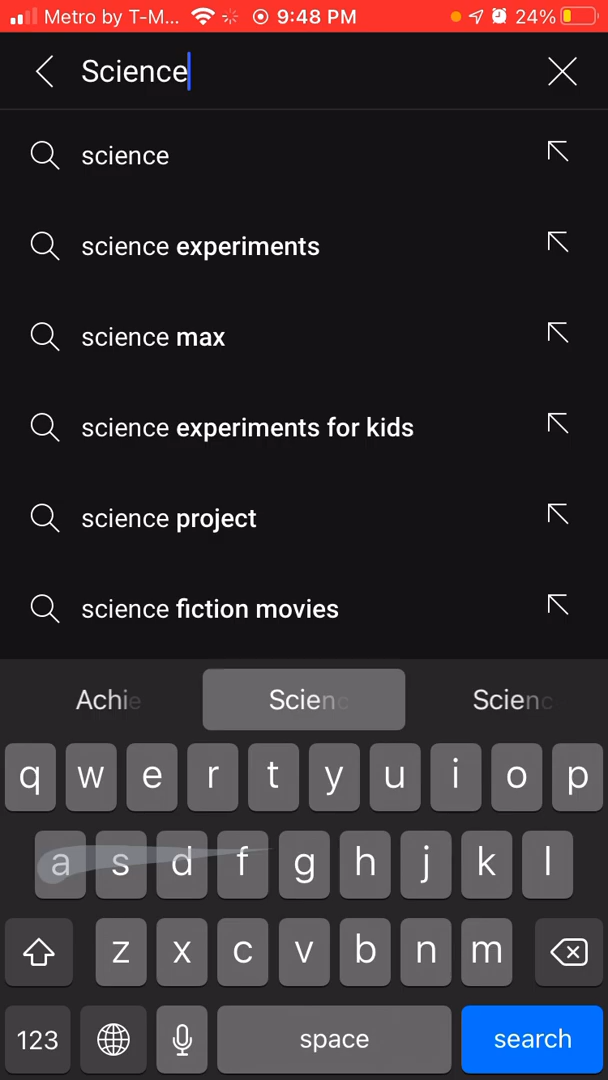 Metro by T-M... 9:48 PM 24%
Science
science
science experiments
science max
science experiments for kids
science project
science fiction movies
Achie Scienc Scienc
q w e r t y u i o p
a s d f g h j k l
z x c v b n m
123 space search